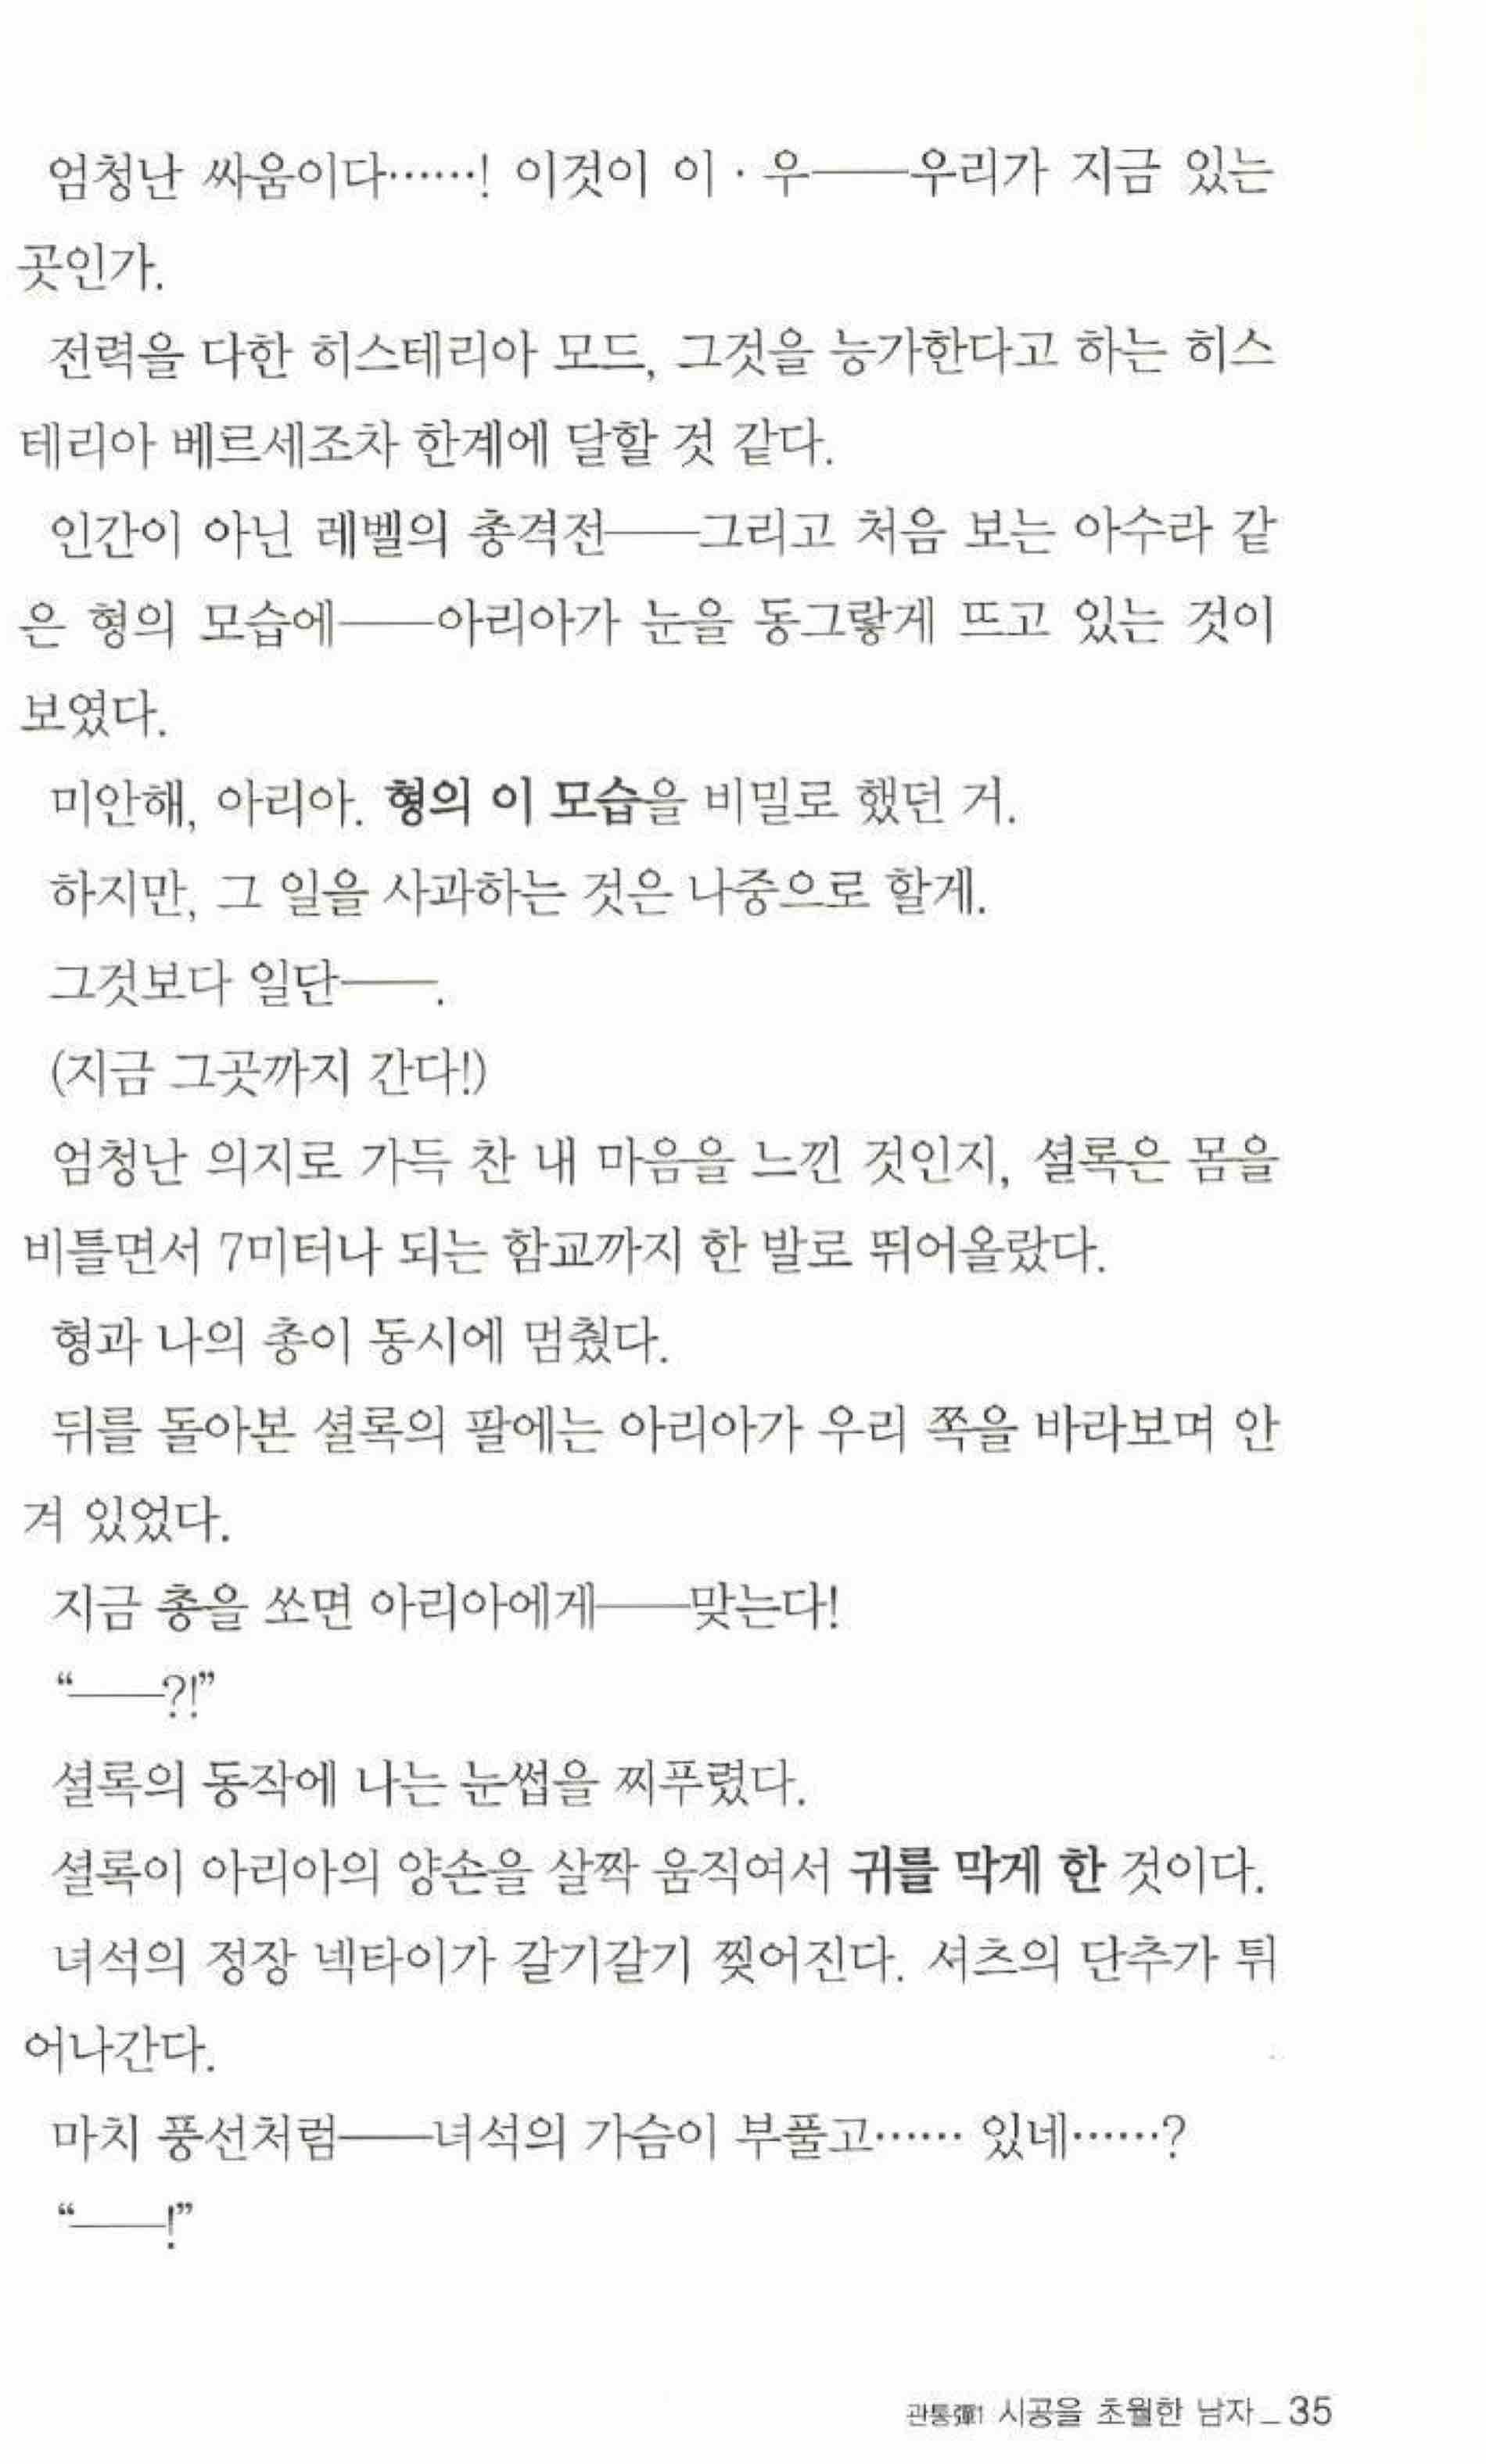 엄청난 싸움이다……! 이것이 이·우――우리가 지금 있는
곳인가.
전력을 다한 히스테리아 모드, 그것을 능가한다고 하는 히스
테리아 베르세조차 한계에 달할 것 같다.
인간이 아닌 레벨의 총격전――그리고 처음 보는 아수라 같
은 형의 모습에――아리아가 눈을 동그랗게 뜨고 있는 것이
보였다.
미안해, 아리아. 형의 이 모습을 비밀로 했던 거.
하지만, 그 일을 사과하는 것은 나중으로 할게.
그것보다 일단――.
(지금 그곳까지 간다!)
엄청난 의지로 가득 찬 내 마음을 느낀 것인지, 셜록은 몸을
비틀면서 7미터나 되는 함교까지 한 발로 뛰어올랐다.
형과 나의 총이 동시에 멈췄다.
뒤를 돌아본 셜록의 팔에는 아리아가 우리 쪽을 바라보며 안
겨 있었다.
지금 총을 쏘면 아리아에게――맞는다!
“――?!”
셜록의 동작에 나는 눈썹을 찌푸렸다.
셜록이 아리아의 양손을 살짝 움직여서 귀를 막게 한 것이다.
녀석의 정장 넥타이가 갈기갈기 찢어진다. 셔츠의 단추가 튀
어나간다.
마치 풍선처럼――녀석의 가슴이 부풀고…… 있네……?
“――!”
관통彈1 시공을 초월한 남자_35